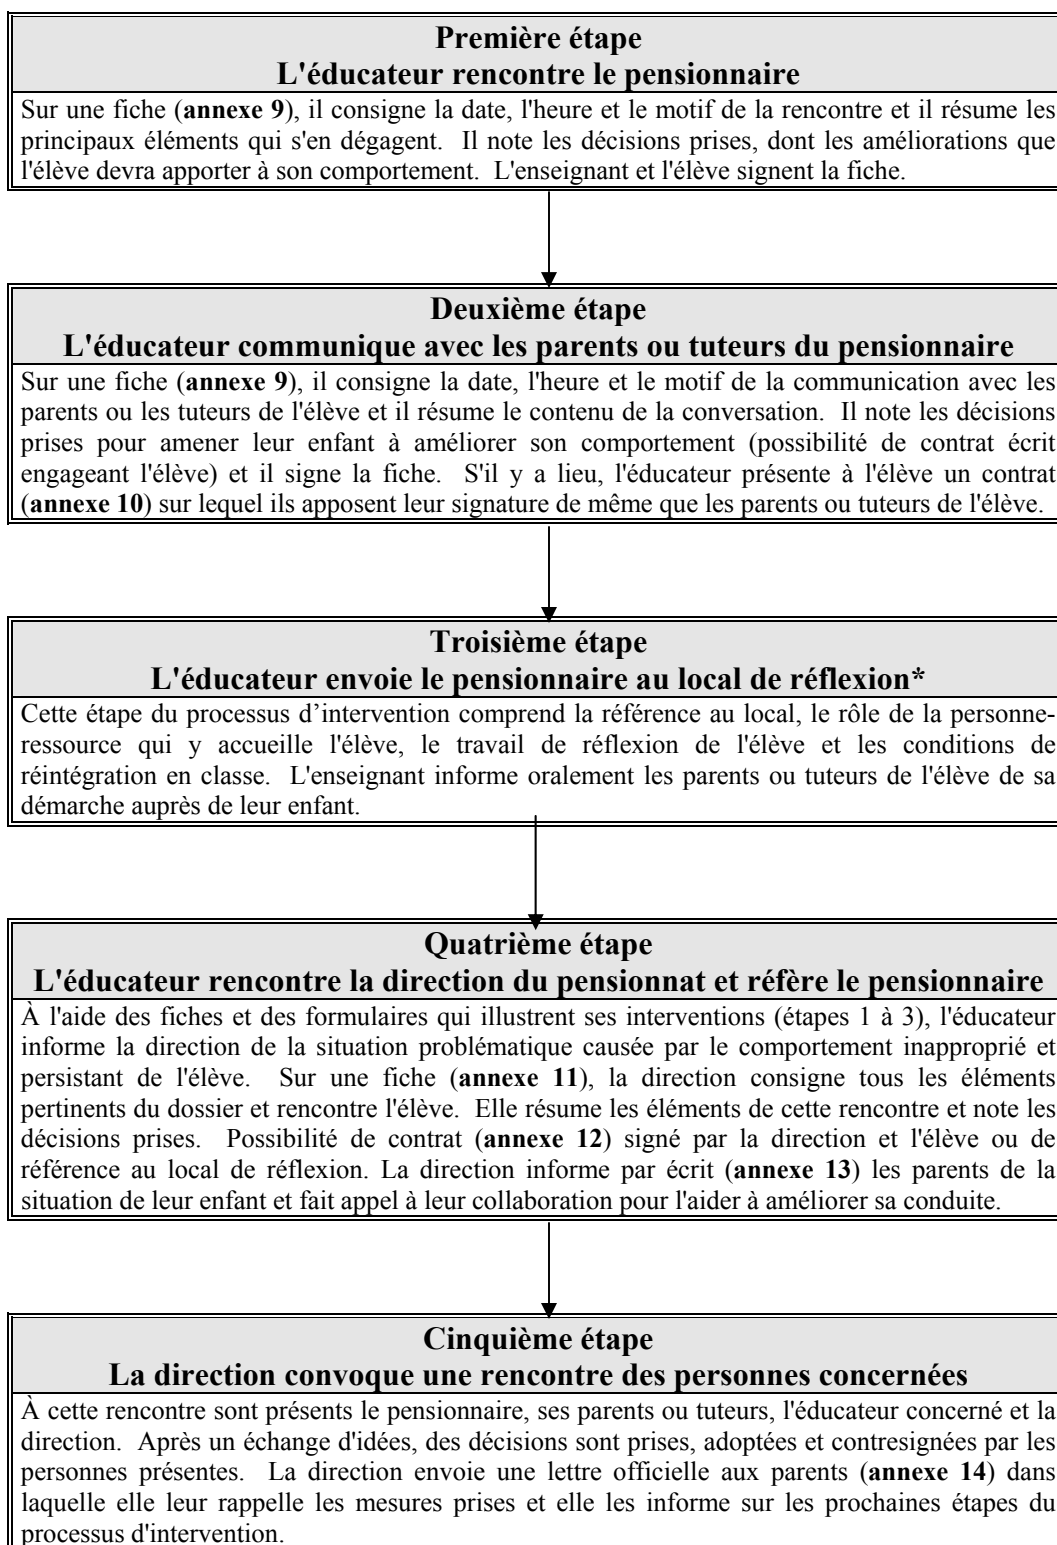 Première étape
L'éducateur rencontre le pensionnaire
Sur une fiche (annexe 9), il consigne la date, l'heure et le motif de la rencontre et il résume les
principaux éléments qui s'en dégagent. Il note les décisions prises, dont les améliorations que
l'élève devra apporter à son comportement. L'enseignant et l'élève signent la fiche.
Deuxième étape
L'éducateur communique avec les parents ou tuteurs du pensionnaire
Sur une fiche (annexe 9), il consigne la date, l'heure et le motif de la communication avec les
parents ou les tuteurs de l'élève et il résume le contenu de la conversation. Il note les décisions
prises pour amener leur enfant à améliorer son comportement (possibilité de contrat écrit
engageant l'élève) et il signe la fiche. S'il y a lieu, l'éducateur présente à l'élève un contrat
(annexe 10) sur lequel ils apposent leur signature de même que les parents ou tuteurs de l'élève.
Troisième étape
L'éducateur envoie le pensionnaire au local de réflexion*
Cette étape du processus d’intervention comprend la référence au local, le rôle de la personne-
ressource qui y accueille l'élève, le travail de réflexion de l'élève et les conditions de
réintégration en classe. L'enseignant informe oralement les parents ou tuteurs de l'élève de sa
démarche auprès de leur enfant.
Quatrième étape
L'éducateur rencontre la direction du pensionnat et réfère le pensionnaire
À l'aide des fiches et des formulaires qui illustrent ses interventions (étapes 1 à 3), l'éducateur
informe la direction de la situation problématique causée par le comportement inapproprié et
persistant de l'élève. Sur une fiche (annexe 11), la direction consigne tous les éléments
pertinents du dossier et rencontre l'élève. Elle résume les éléments de cette rencontre et note les
décisions prises. Possibilité de contrat (annexe 12) signé par la direction et l'élève ou de
référence au local de réflexion. La direction informe par écrit (annexe 13) les parents de la
situation de leur enfant et fait appel à leur collaboration pour l'aider à améliorer sa conduite.
Cinquième étape
La direction convoque une rencontre des personnes concernées
À cette rencontre sont présents le pensionnaire, ses parents ou tuteurs, l'éducateur concerné et la
direction. Après un échange d'idées, des décisions sont prises, adoptées et contresignées par les
personnes présentes. La direction envoie une lettre officielle aux parents (annexe 14) dans
laquelle elle leur rappelle les mesures prises et elle les informe sur les prochaines étapes du
processus d'intervention.